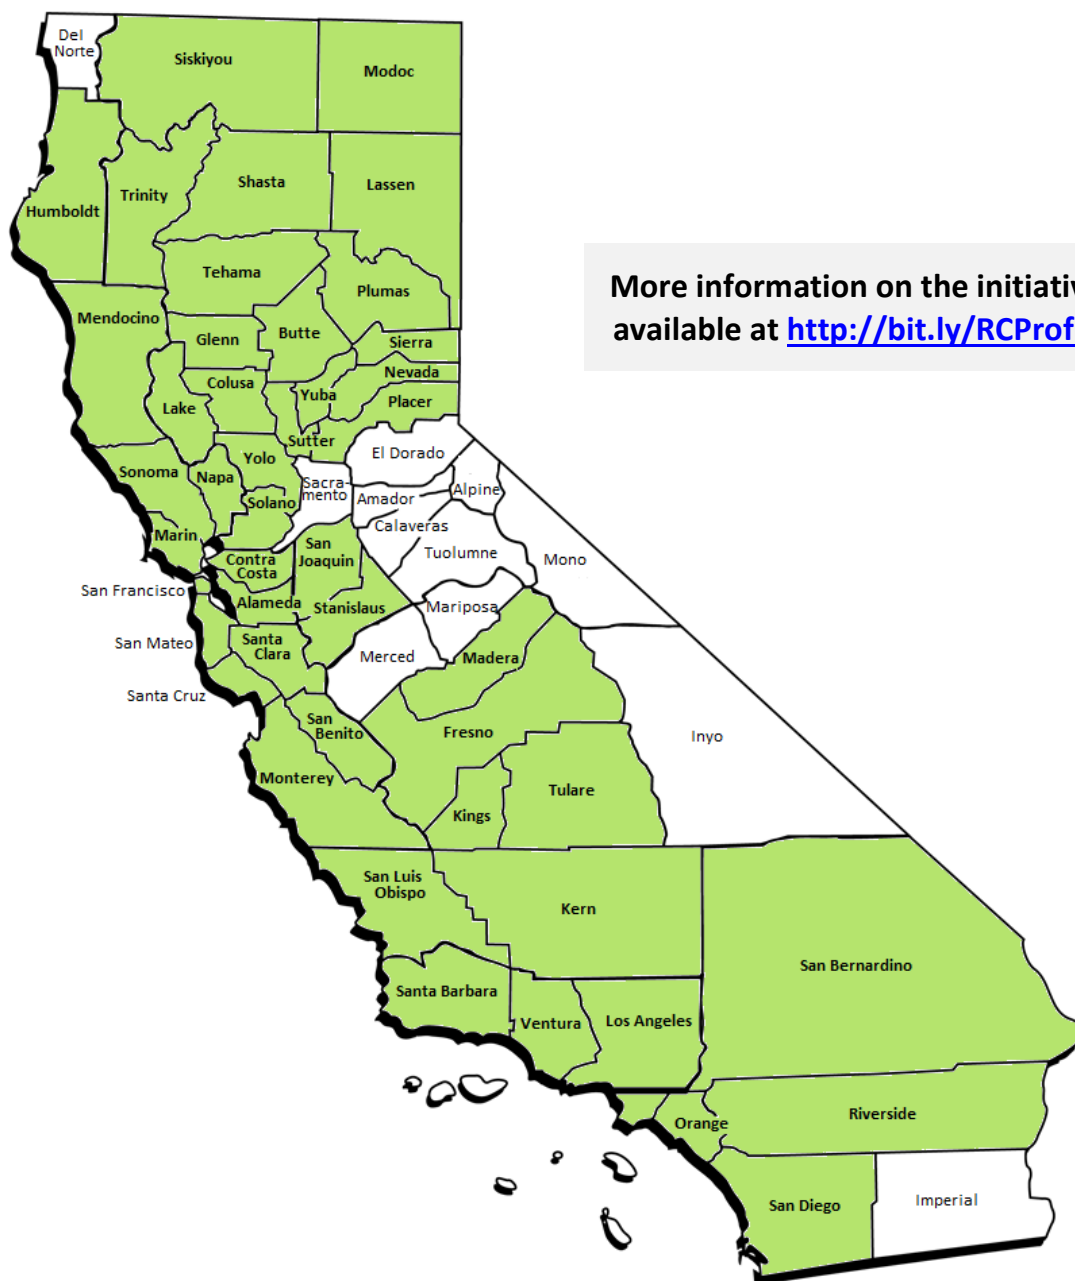 Del
Norte
Siskiyou
Modoc
Humboldt
Trinity
Shasta
Lassen
Tehama
Plumas
Mendocino
Glenn
Butte
Sierra
Nevada
Colusa
Yuba
Placer
Lake
Sutter
More information on the initiativ
available at http://bit.ly/RCProf
Sonoma
Napa
Yolo
Solano
Sacra-
mento
El Dorado
Amador
Alpine
Calaveras
Tuolumne
Mono
Marin
Contra
Costa
San
Joaquin
San Francisco
Alameda
Stanislaus
Mariposa
San Mateo
Santa
Clara
Merced
Madera
Santa Cruz
San
Benito
Fresno
Inyo
Monterey
Kings
Tulare
San Luis
Obispo
Kern
San Bernardino
Santa Barbara
Ventura
Los Angeles
Orange
Riverside
San Diego
Imperial